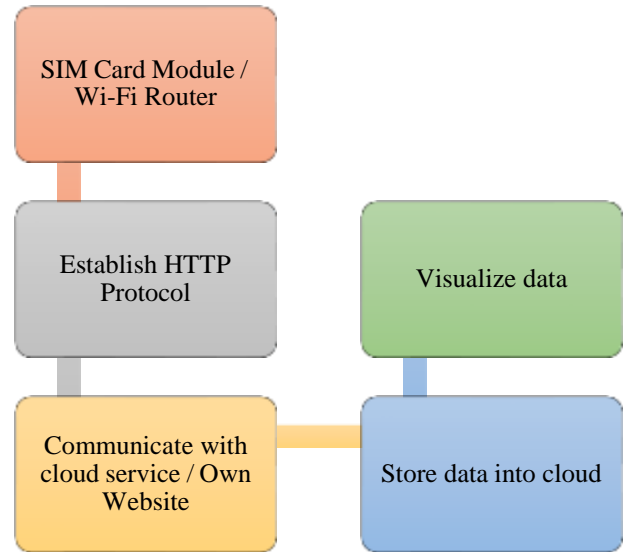 SIM Card Module /
Wi-Fi Router
Establish HTTP
Protocol
Communicate with
cloud service / Own
Website
Store data into cloud
Visualize data